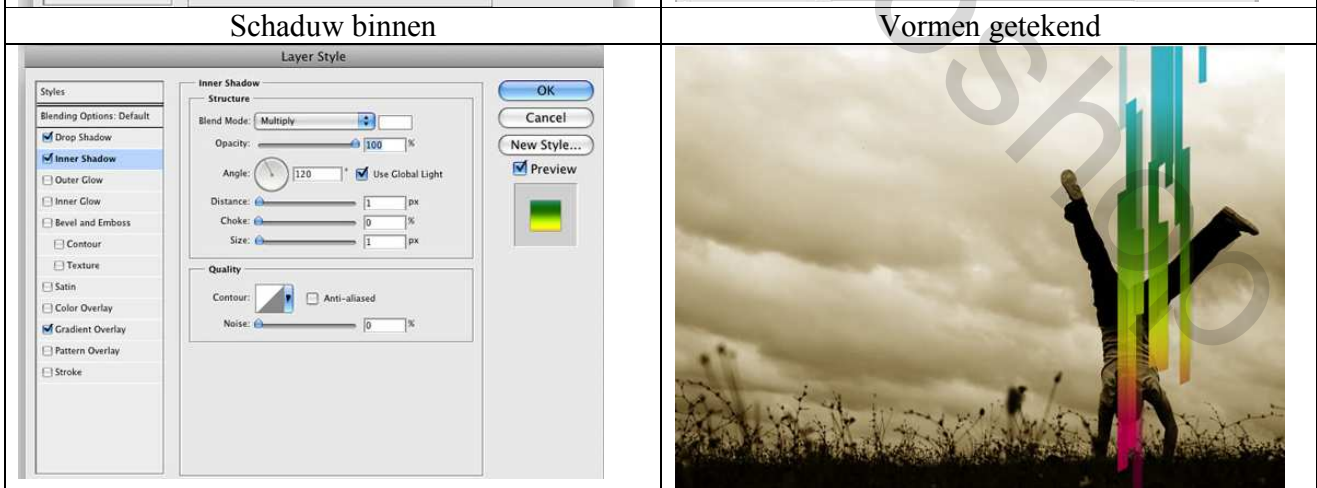 Schaduw binnen
Vormen getekend
Layer Style
Styles
Blending Options: Default
Drop Shadow
Inner Shadow
Outer Glow
Inner Glow
Bevel and Emboss
Contour
Texture
Satin
Color Overlay
Gradient Overlay
Pattern Overlay
Stroke
Inner Shadow
Structure
Blend Mode: Multiply
Opacity: 100 %
Angle: 120 ° Use Global Light
Distance: 1 px
Choke: 0 %
Size: 1 px
Quality
Contour: Anti-aliased
Noise: 0 %
OK
Cancel
New Style...
Preview
oshop